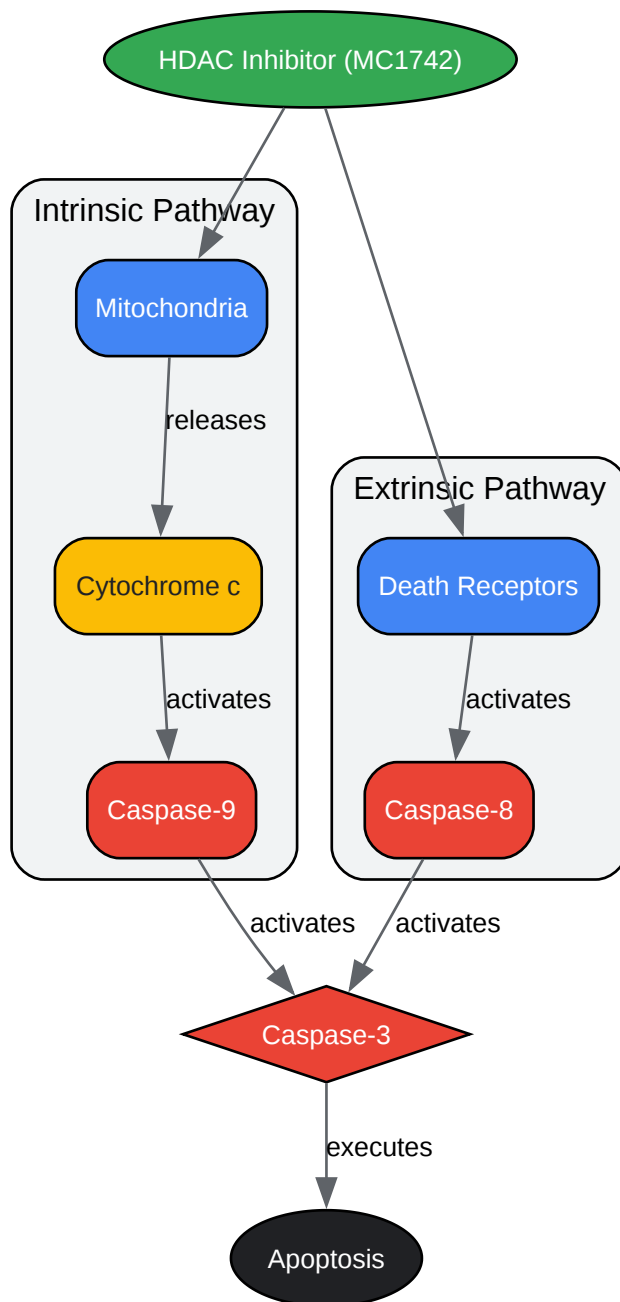 HDAC Inhibitor (MC1742)
Intrinsic Pathway
Mitochondria
releases
Extrinsic Pathway
Cytochrome c
Death Receptors
activates
activates
Caspase-9
Caspase-8
activates
activates
Caspase-3
executes
Apoptosis